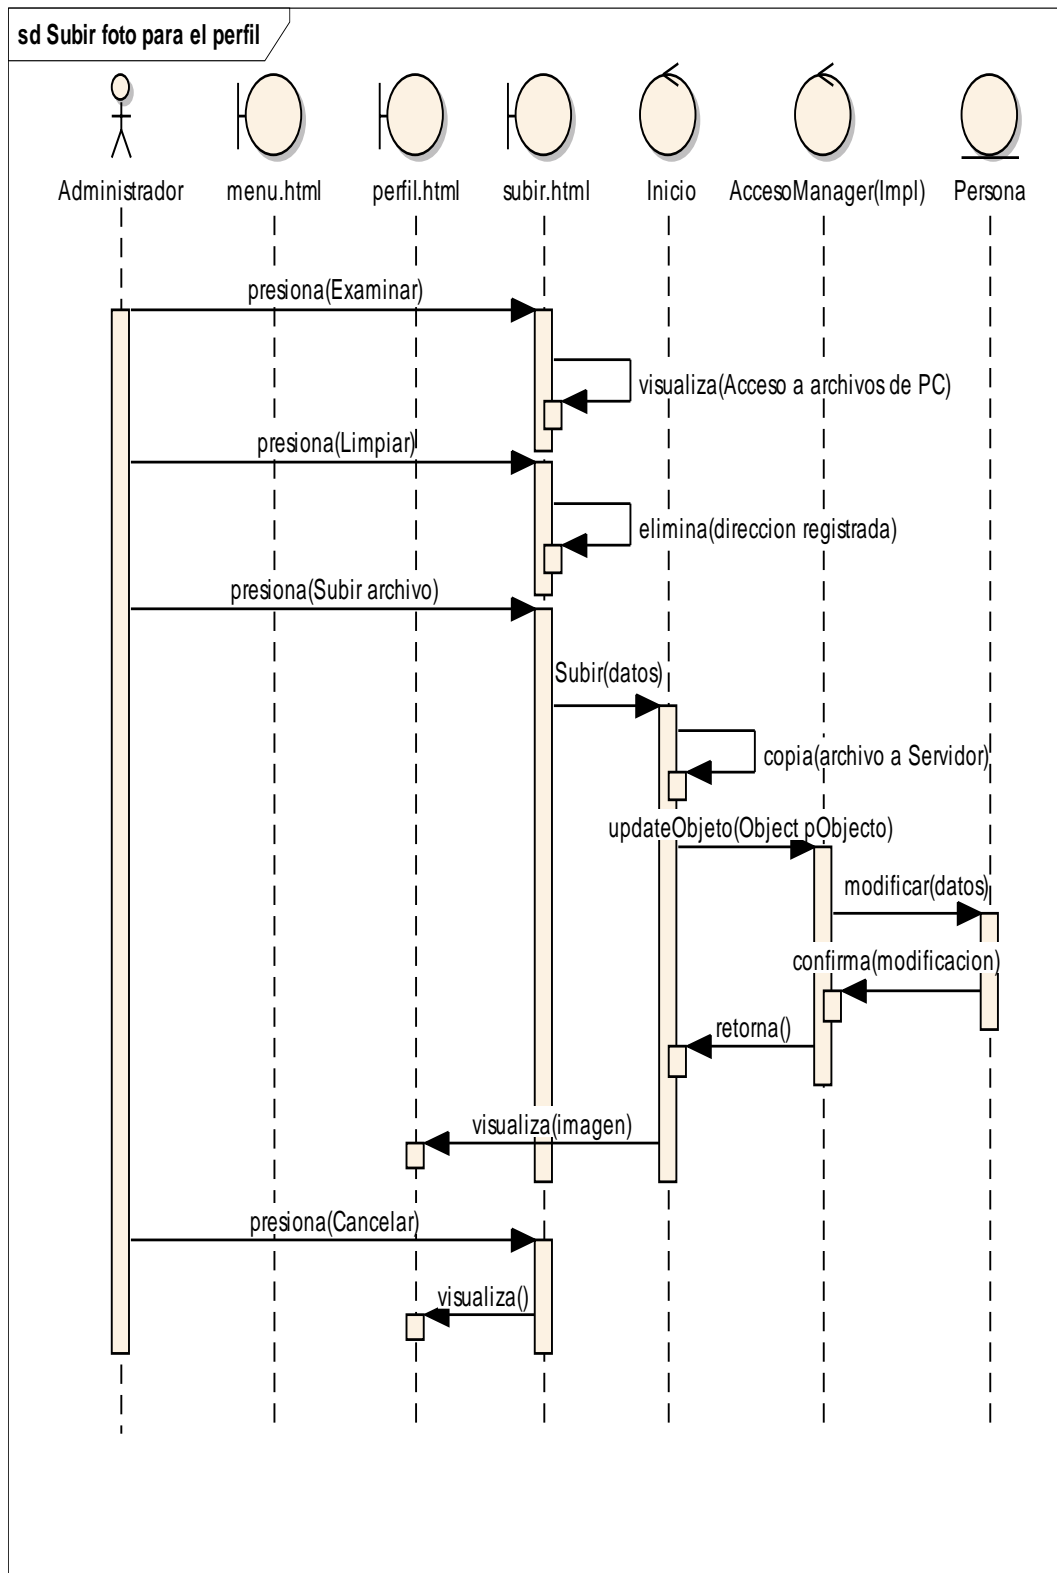 sd Subir foto para el perfil
Administrador
menu.html
perfil.html
subir.html
Inicio
AccesoManager(Impl)
Persona
presiona(Examinar)
visualiza(Acceso a archivos de PC)
presiona(Limpiar)
elimina(direccion registrada)
presiona(Subir archivo)
Subir(datos)
copia(archivo a Servidor)
updateObjeto(Object pObjecto)
modificar(datos)
confirma(modificacion)
retorna()
visualiza(imagen)
presiona(Cancelar)
visualiza()